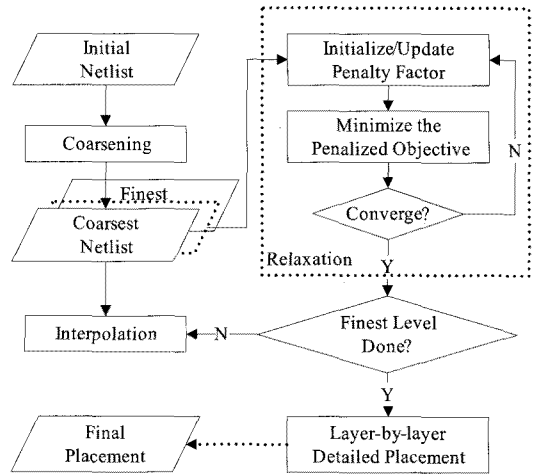 Initial
Netlist
Coarsening
Finest
Coarsest
Netlist
Interpolation
Final
Placement
Initialize/Update
Penalty Factor
Minimize the
Penalized Objective
N
Converge?
Relaxation
Y
Finest Level
Done?
N
Y
Layer-by-layer
Detailed Placement